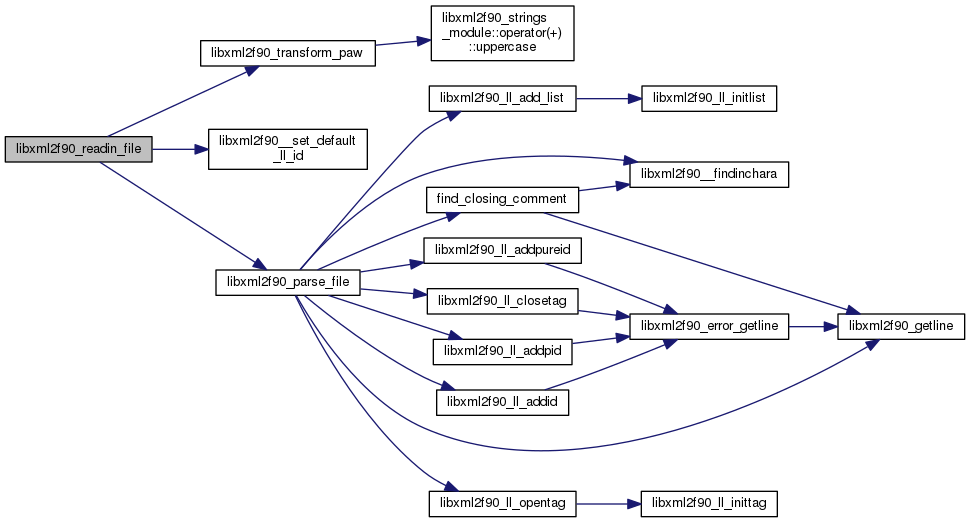 libxml2f90_strings
_module::operator(+)
::uppercase
libxml2f90_transform_paw
libxml2f90_ll_add_list
libxml2f90_ll_initlist
libxml2f90_readin_file
libxml2f90__set_default
_ll_id
libxml2f90__findinchara
find_closing_comment
libxml2f90_ll_addpureid
libxml2f90_parse_file
libxml2f90_ll_closetag
libxml2f90_error_getline
libxml2f90_getline
libxml2f90_ll_addpid
libxml2f90_ll_addid
libxml2f90_ll_opentag
libxml2f90_ll_inittag